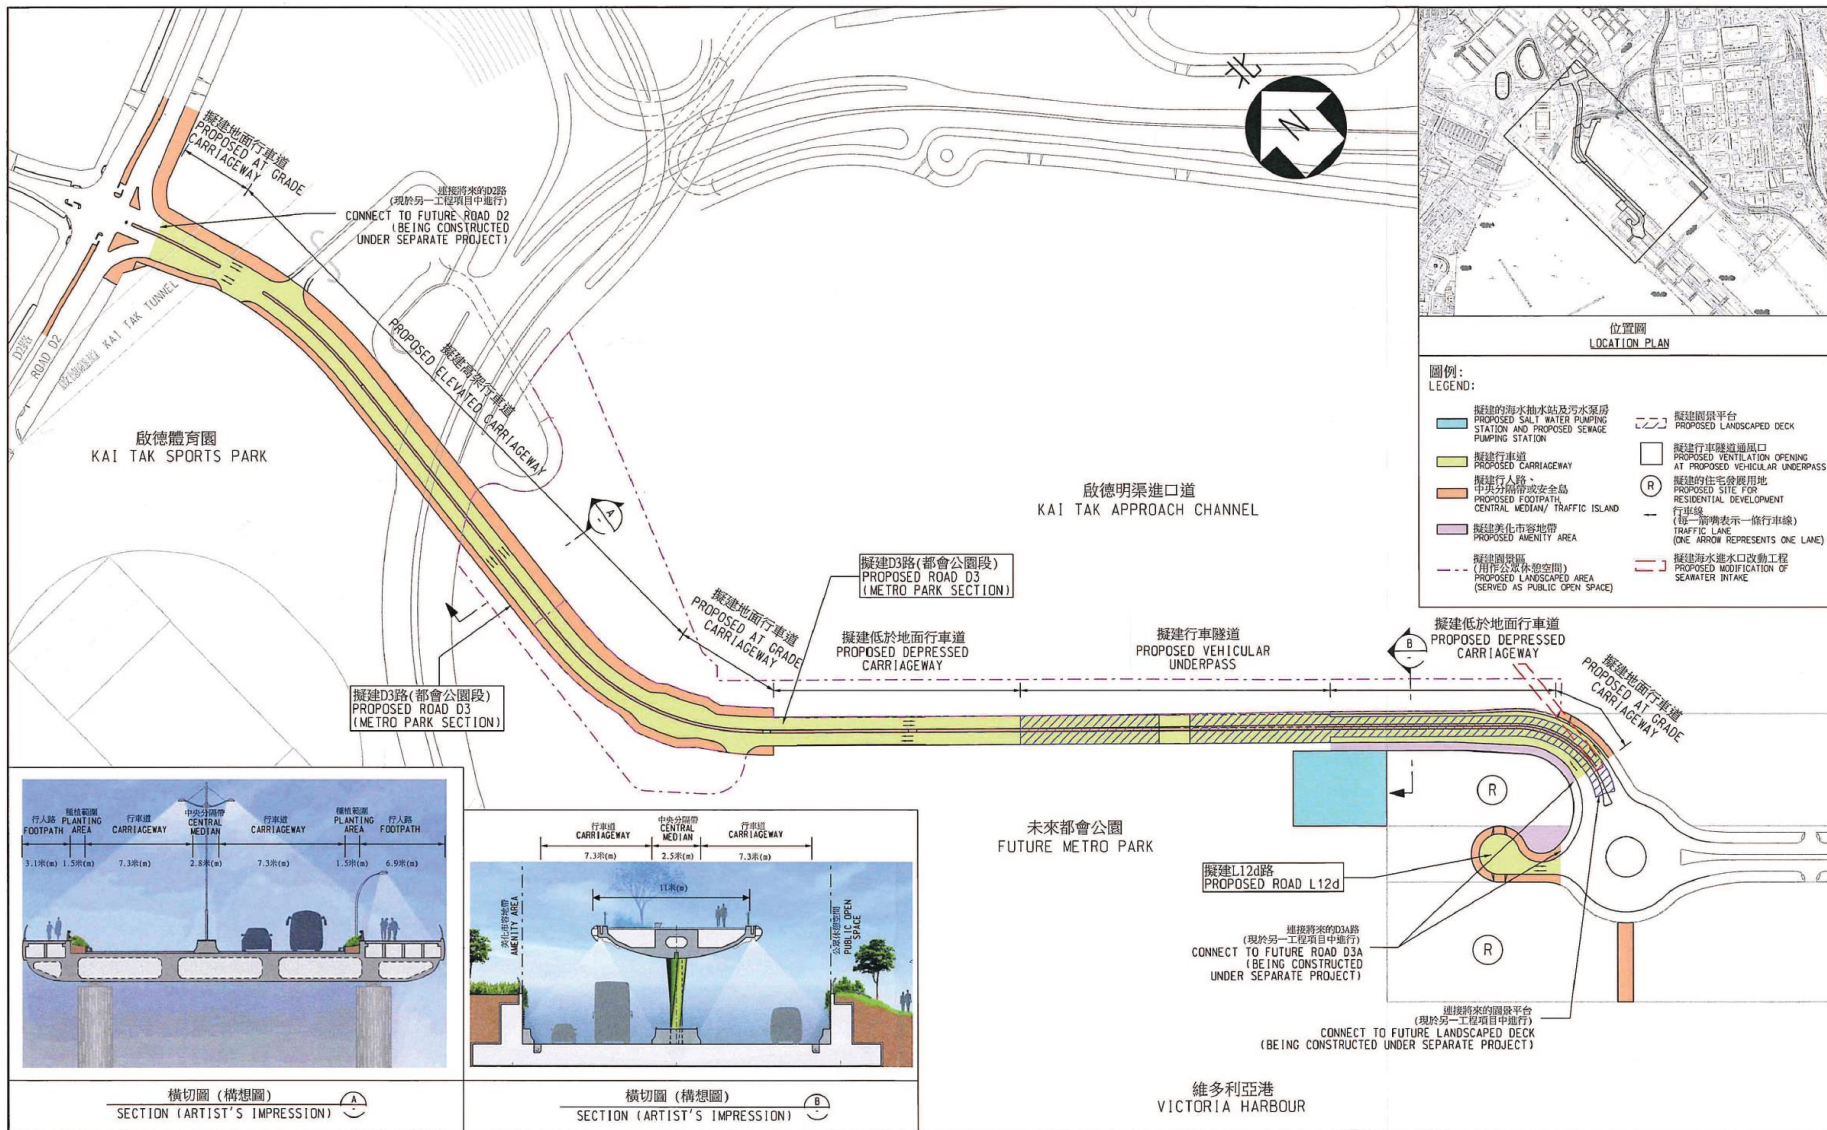 北
N
擬建地面行車道
PROPOSED AT GRADE
CARRIAGEWAY
連接將來的D2路
(現於另一工程項目中進行)
CONNECT TO FUTURE ROAD D2
(BEING CONSTRUCTED
UNDER SEPARATE PROJECT)
D2路
ROAD D2
啟德隧道
KAI TAK TUNNEL
擬建高架行車道
PROPOSED ELEVATED CARRIAGEWAY
啟德體育園
KAI TAK SPORTS PARK
A
啟德明渠進口道
KAI TAK APPROACH CHANNEL
擬建D3路(都會公園段)
PROPOSED ROAD D3
(METRO PARK SECTION)
擬建地面行車道
PROPOSED AT GRADE
CARRIAGEWAY
擬建低於地面行車道
PROPOSED DEPRESSED
CARRIAGEWAY
擬建行車隧道
PROPOSED VEHICULAR
UNDERPASS
B
擬建低於地面行車道
PROPOSED DEPRESSED
CARRIAGEWAY
擬建地面行車道
PROPOSED AT GRADE
CARRIAGEWAY
擬建D3路(都會公園段)
PROPOSED ROAD D3
(METRO PARK SECTION)
R
未來都會公園
FUTURE METRO PARK
擬建L12d路
PROPOSED ROAD L12d
連接將來的D3A路
(現於另一工程項目中進行)
CONNECT TO FUTURE ROAD D3A
(BEING CONSTRUCTED
UNDER SEPARATE PROJECT)
R
連接將來的園景平台
(現於另一工程項目中進行)
CONNECT TO FUTURE LANDSCAPED DECK
(BEING CONSTRUCTED UNDER SEPARATE PROJECT)
維多利亞港
VICTORIA HARBOUR
位置圖
LOCATION PLAN
圖例:
LEGEND:
擬建的海水抽水站及污水泵房
PROPOSED SALT WATER PUMPING
STATION AND PROPOSED SEWAGE
PUMPING STATION
擬建行車道
PROPOSED CARRIAGEWAY
擬建行人路、
中央分隔帶或安全島
PROPOSED FOOTPATH,
CENTRAL MEDIAN/ TRAFFIC ISLAND
擬建美化市容地帶
PROPOSED AMENITY AREA
擬建園景區
(用作公眾休憩空間)
PROPOSED LANDSCAPED AREA
(SERVED AS PUBLIC OPEN SPACE)
擬建園景平台
PROPOSED LANDSCAPED DECK
擬建行車隧道通風口
PROPOSED VENTILATION OPENING
AT PROPOSED VEHICULAR UNDERPASS
R
擬建的住宅發展用地
PROPOSED SITE FOR
RESIDENTIAL DEVELOPMENT
行車線
(每一箭嘴表示一條行車線)
TRAFFIC LANE
(ONE ARROW REPRESENTS ONE LANE)
擬建海水進水口改動工程
PROPOSED MODIFICATION OF
SEAWATER INTAKE
行人路
FOOTPATH
種植範圍
PLANTING
AREA
行車道
CARRIAGEWAY
中央分隔帶
CENTRAL
MEDIAN
行車道
CARRIAGEWAY
種植範圍
PLANTING
AREA
行人路
FOOTPATH
3.1米(m) 1.5米(m) 7.3米(m) 2.8米(m) 7.3米(m) 1.5米(m) 6.9米(m)
橫切圖 (構想圖)
SECTION (ARTIST'S IMPRESSION)
A
行車道
CARRIAGEWAY
中央分隔帶
CENTRAL
MEDIAN
行車道
CARRIAGEWAY
7.3米(m) 2.5米(m) 7.3米(m)
11米(m)
美化市容地帶
AMENITY AREA
公眾休憩空間
PUBLIC OPEN
SPACE
橫切圖 (構想圖)
SECTION (ARTIST'S IMPRESSION)
B